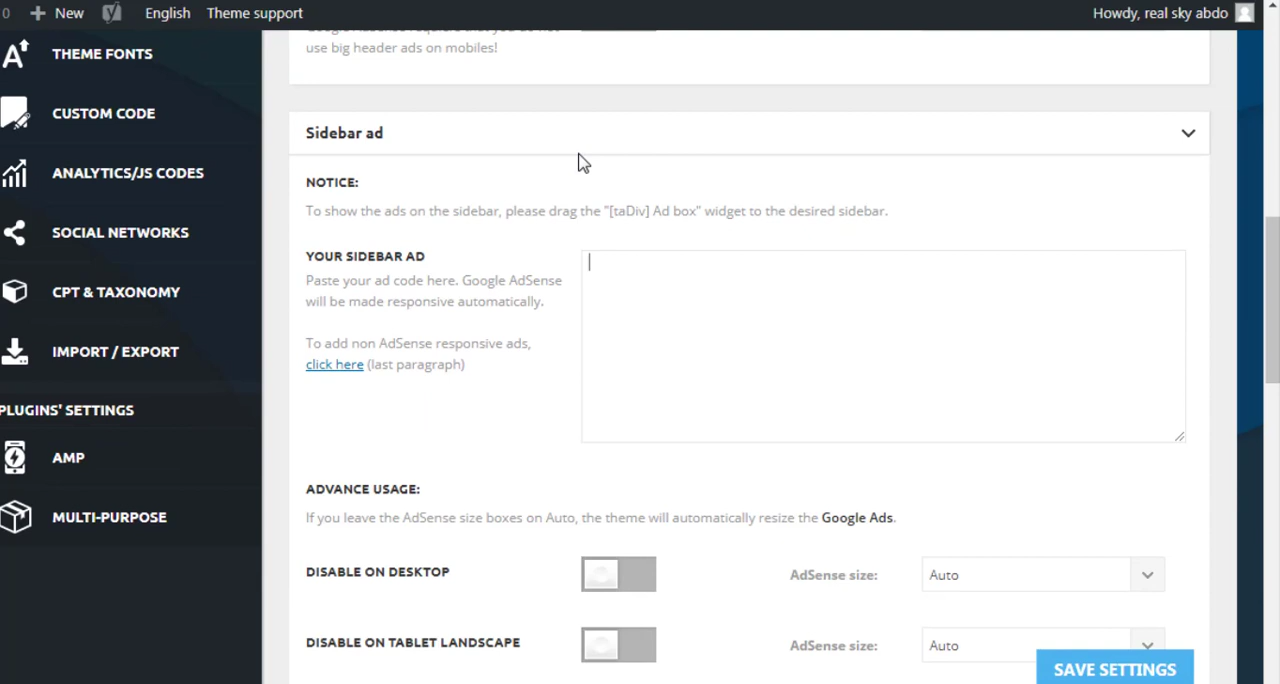 0 New English Theme support Howdy, real sky abdo
THEME FONTS
CUSTOM CODE
ANALYTICS/JS CODES
SOCIAL NETWORKS
CPT & TAXONOMY
IMPORT / EXPORT
PLUGINS' SETTINGS
AMP
MULTI-PURPOSE
use big header ads on mobiles!
Sidebar ad
NOTICE:
To show the ads on the sidebar, please drag the "[taDiv] Ad box" widget to the desired sidebar.
YOUR SIDEBAR AD
Paste your ad code here. Google AdSense
will be made responsive automatically.
To add non AdSense responsive ads,
click here (last paragraph)
ADVANCE USAGE:
If you leave the AdSense size boxes on Auto, the theme will automatically resize the Google Ads.
DISABLE ON DESKTOP AdSense size: Auto
DISABLE ON TABLET LANDSCAPE AdSense size: Auto
SAVE SETTINGS